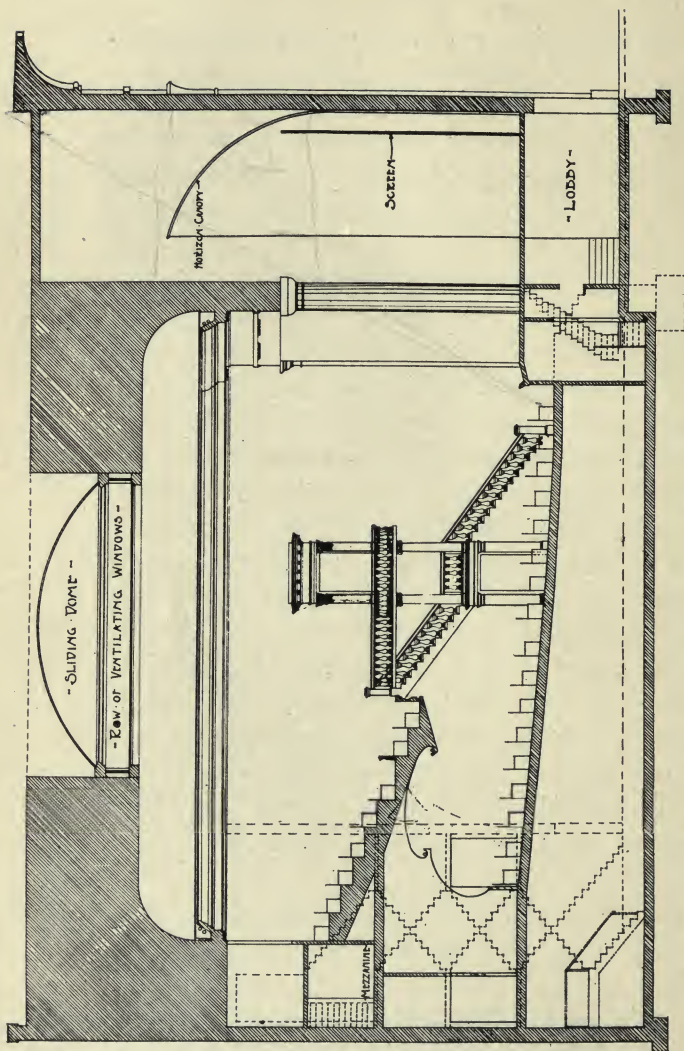 - SLIDING · DOME -
- ROW · OF VENTILATING WINDOWS -
HORIZON · CANOPY
SCREEN
- LOBBY -
MEZZANINE